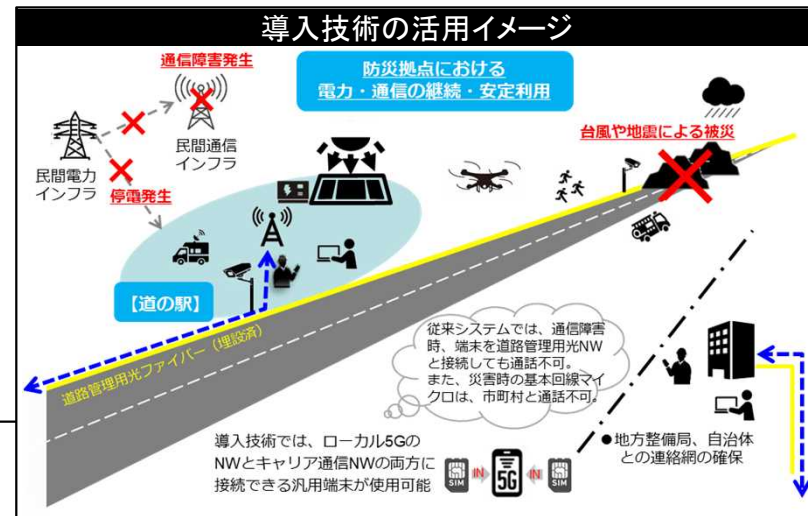 導入技術の活用イメージ
通信障害発生
防災拠点における
電力・通信の継続・安定利用
台風や地震による被災
民間通信
インフラ
民間電力
インフラ
停電発生
【道の駅】
道路管理用光ファイバー（埋設済）
従来システムでは、通信障害
時、端末を道路管理用光NW
と接続しても通話不可。
また、災害時の基本回線マイ
クロは、市町村と通話不可。
導入技術では、ローカル5Gの
NWとキャリア通信NWの両方に
接続できる汎用端末が使用可能
SIM
IN
5G
IN
SIM
●地方整備局、自治体
との連絡網の確保